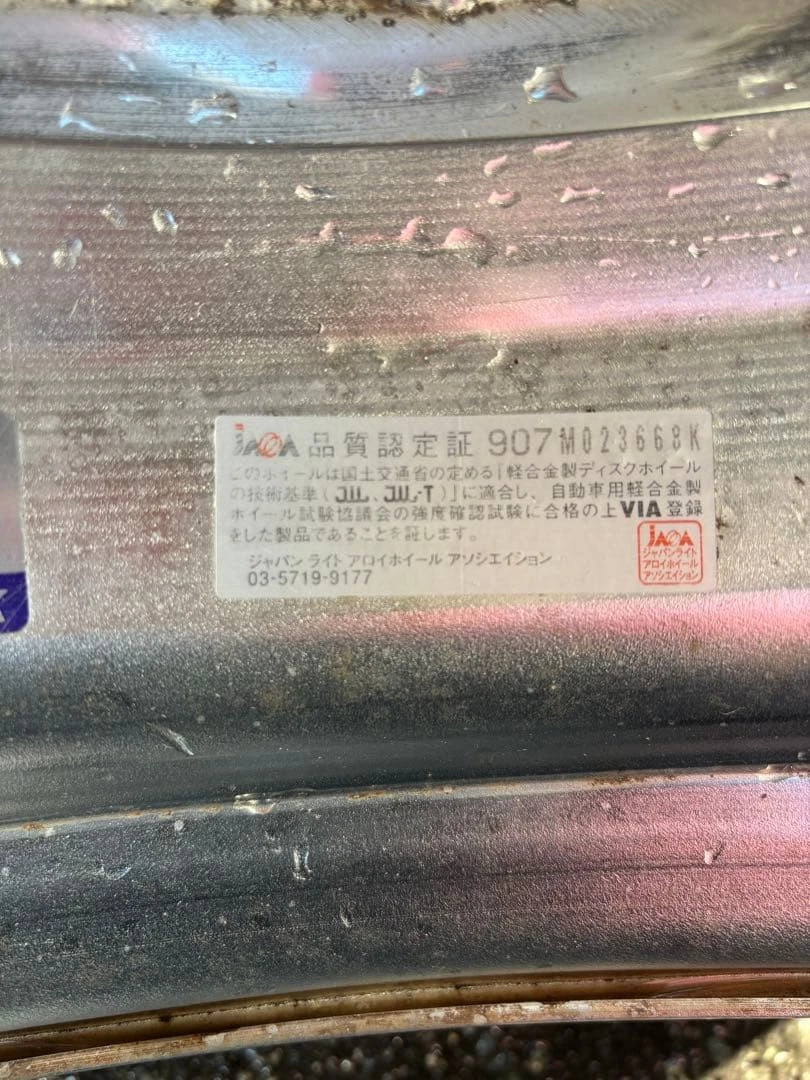 JAWA 品質認定証 907 M023668K
このホイールは国土交通省の定める「軽合金製ディスクホイール
の技術基準(JWL、JWL-T)」に適合し、自動車用軽合金製
ホイール試験協議会の強度確認試験に合格の上VIA登録
をした製品であることを証します。
ジャパン ライト アロイホイール アソシエイション
03-5719-9177
JAWA
ジャパンライト
アロイホイール
アソシエイション